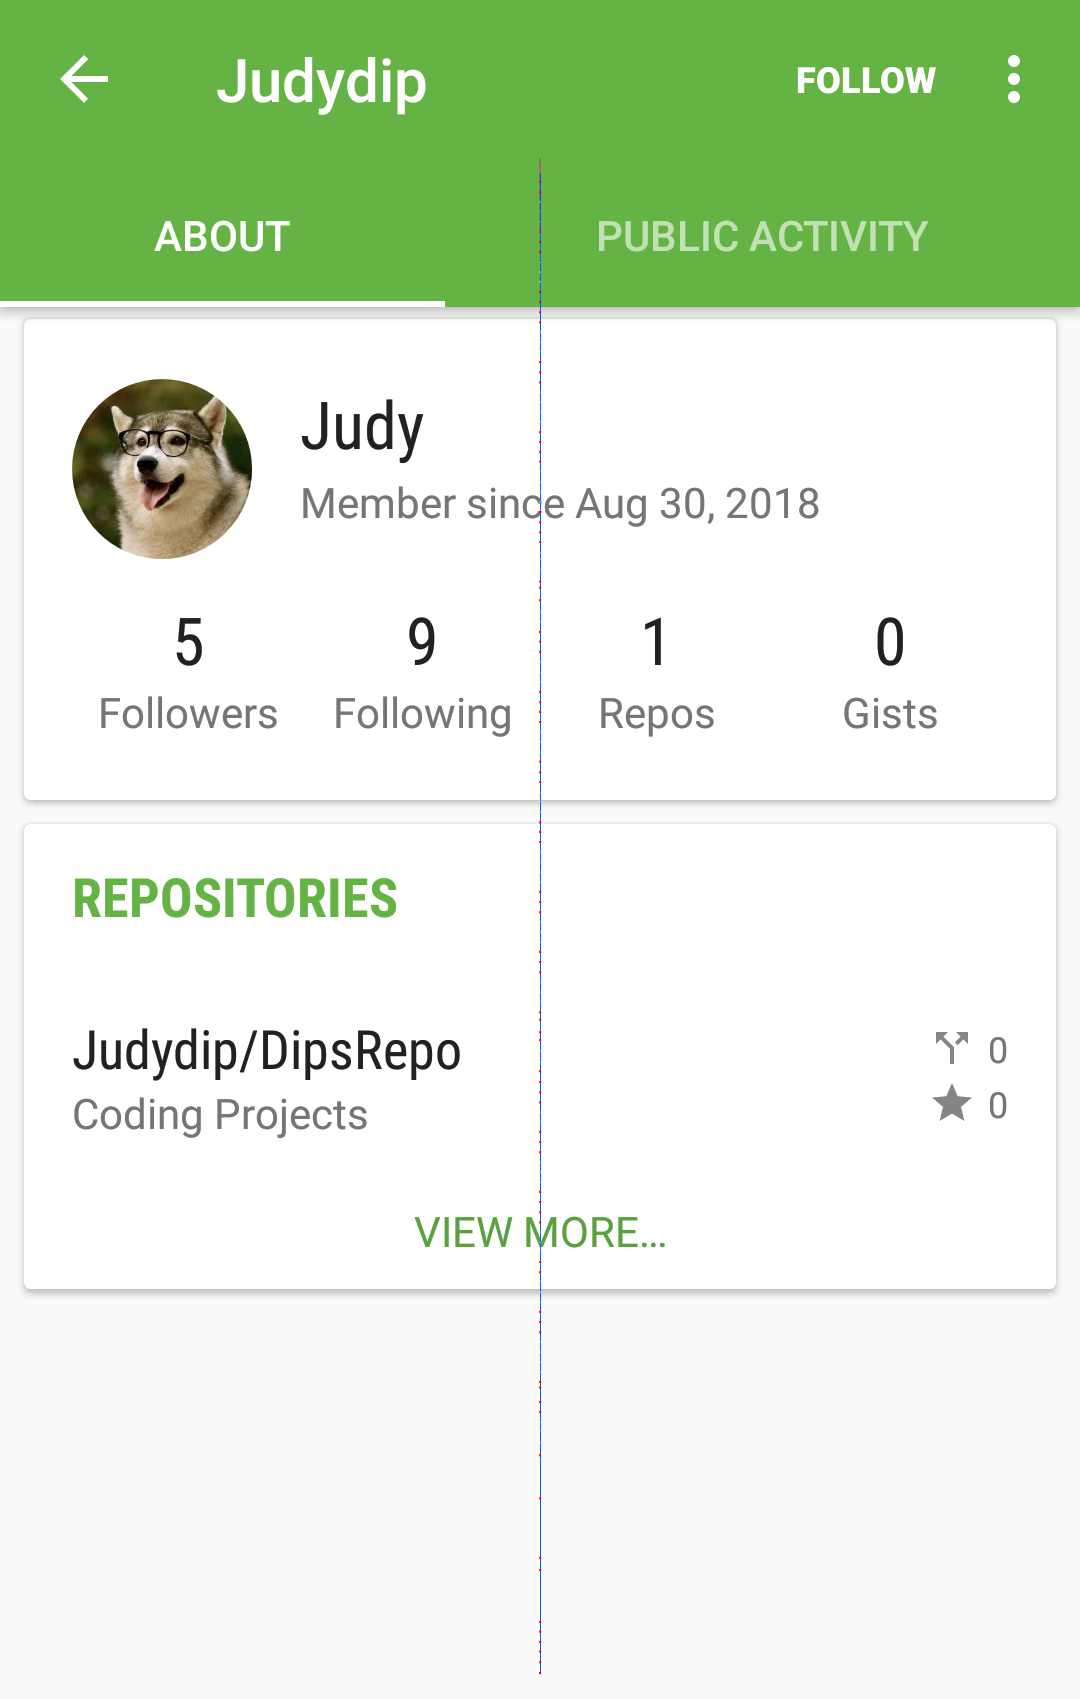 Judydip FOLLOW
ABOUT PUBLIC ACTIVITY
Judy
Member since Aug 30, 2018
5 9 1 0
Followers Following Repos Gists
REPOSITORIES
Judydip/DipsRepo 0
Coding Projects 0
VIEW MORE...